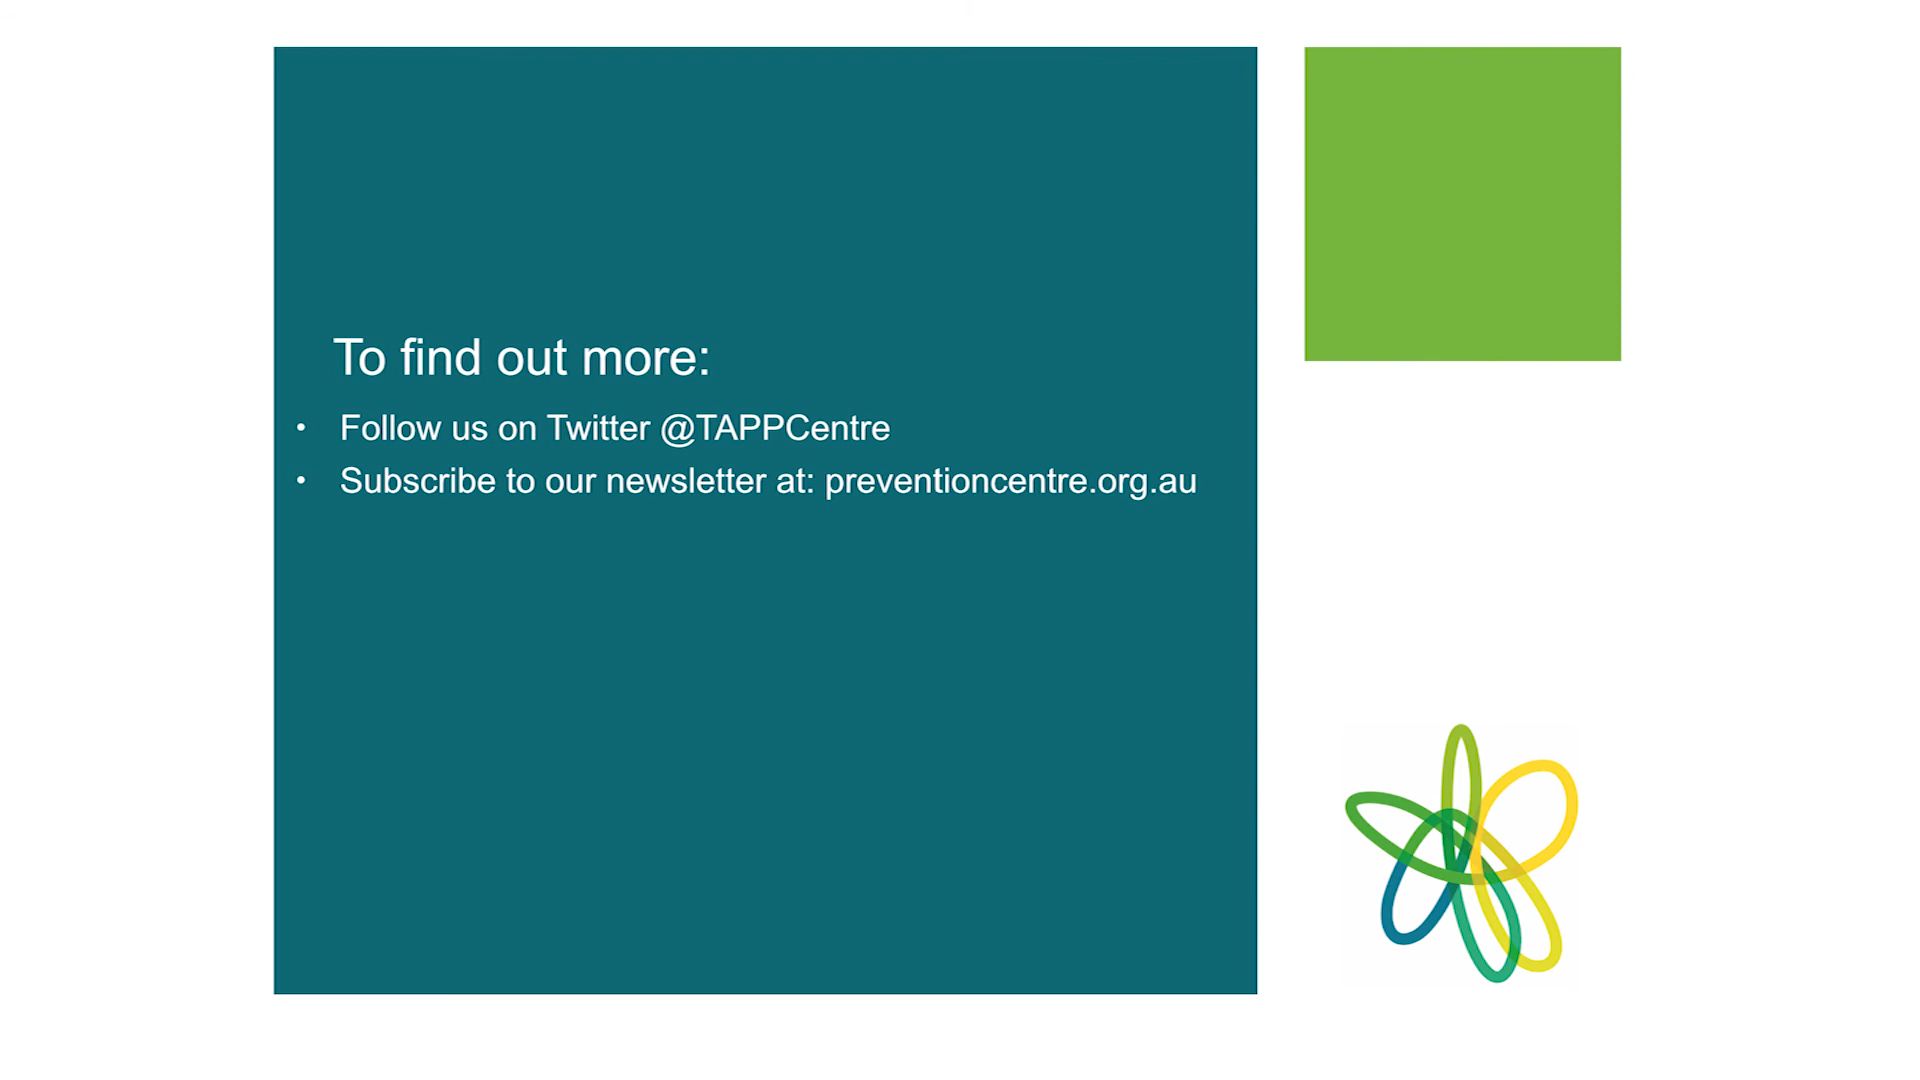 To find out more:
• Follow us on Twitter @TAPPCentre
• Subscribe to our newsletter at: preventioncentre.org.au